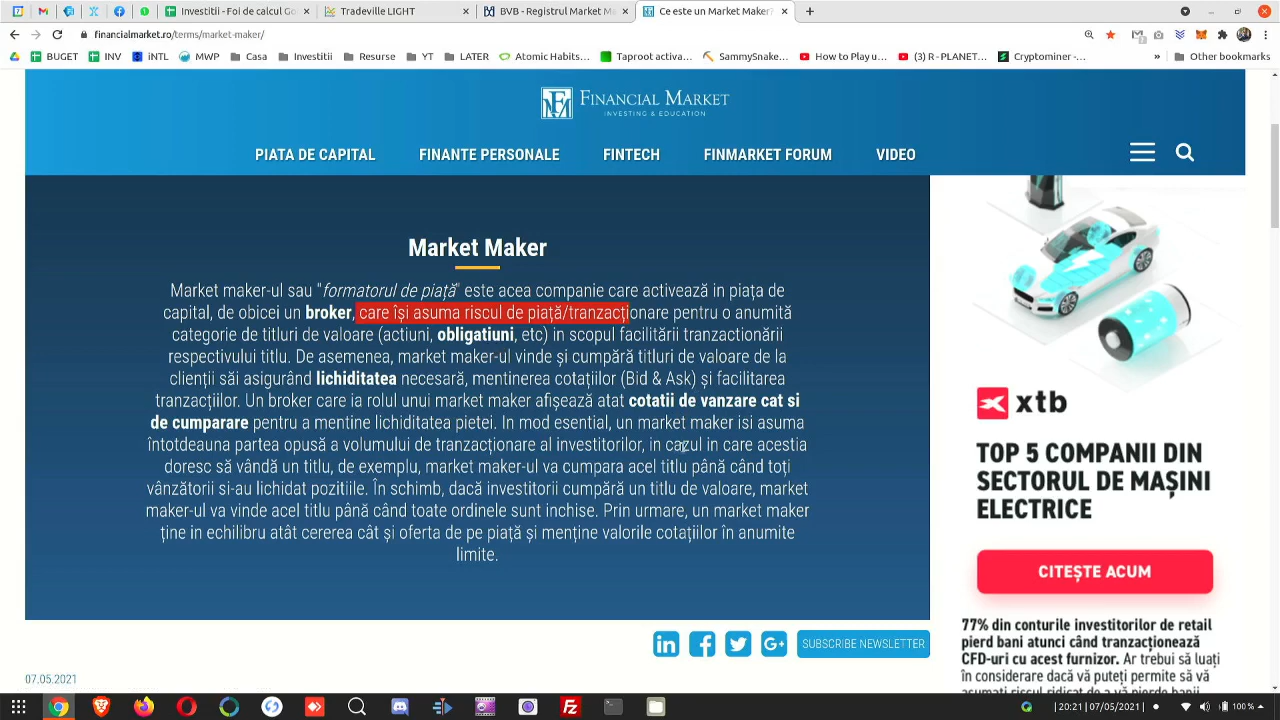 Investitii - Foi de calcul Go
Tradeville LIGHT
BVB - Registrul Market Ma
Ce este un Market Maker?
financialmarket.ro/terms/market-maker/
BUGET
INV
iNTL
MWP
Casa
Investitii
Resurse
YT
LATER
Atomic Habits...
Taproot activa...
SammySnake...
How to Play u...
(3) R - PLANET...
Cryptominer -...
»
Other bookmarks
FINANCIAL MARKET
INVESTING & EDUCATION
PIATA DE CAPITAL
FINANTE PERSONALE
FINTECH
FINMARKET FORUM
VIDEO
Market Maker
Market maker-ul sau "formatorul de piață" este acea companie care activează in piața de
capital, de obicei un broker, care își asuma riscul de piață/tranzacționare pentru o anumită
categorie de titluri de valoare (actiuni, obligatiuni, etc) in scopul facilitării tranzactionării
respectivului titlu. De asemenea, market maker-ul vinde și cumpără titluri de valoare de la
clienții săi asigurând lichiditatea necesară, mentinerea cotațiilor (Bid & Ask) și facilitarea
tranzacțiilor. Un broker care ia rolul unui market maker afișează atat cotatii de vanzare cat si
de cumparare pentru a mentine lichiditatea pietei. In mod esential, un market maker isi asuma
întotdeauna partea opusă a volumului de tranzacționare al investitorilor, in cazul in care acestia
doresc să vândă un titlu, de exemplu, market maker-ul va cumpara acel titlu până când toți
vânzătorii si-au lichidat pozitiile. În schimb, dacă investitorii cumpără un titlu de valoare, market
maker-ul va vinde acel titlu până când toate ordinele sunt inchise. Prin urmare, un market maker
ține in echilibru atât cererea cât și oferta de pe piață și menține valorile cotațiilor în anumite
limite.
xtb
TOP 5 COMPANII DIN
SECTORUL DE MAȘINI
ELECTRICE
CITEȘTE ACUM
77% din conturile investitorilor de retail
pierd bani atunci când tranzacționează
CFD-uri cu acest furnizor. Ar trebui să luați
în considerare dacă vă puteți permite să vă
asumați riscul ridicat de a vă pierde banii
SUBSCRIBE NEWSLETTER
07.05.2021
20:21 | 07/05/2021
100 %